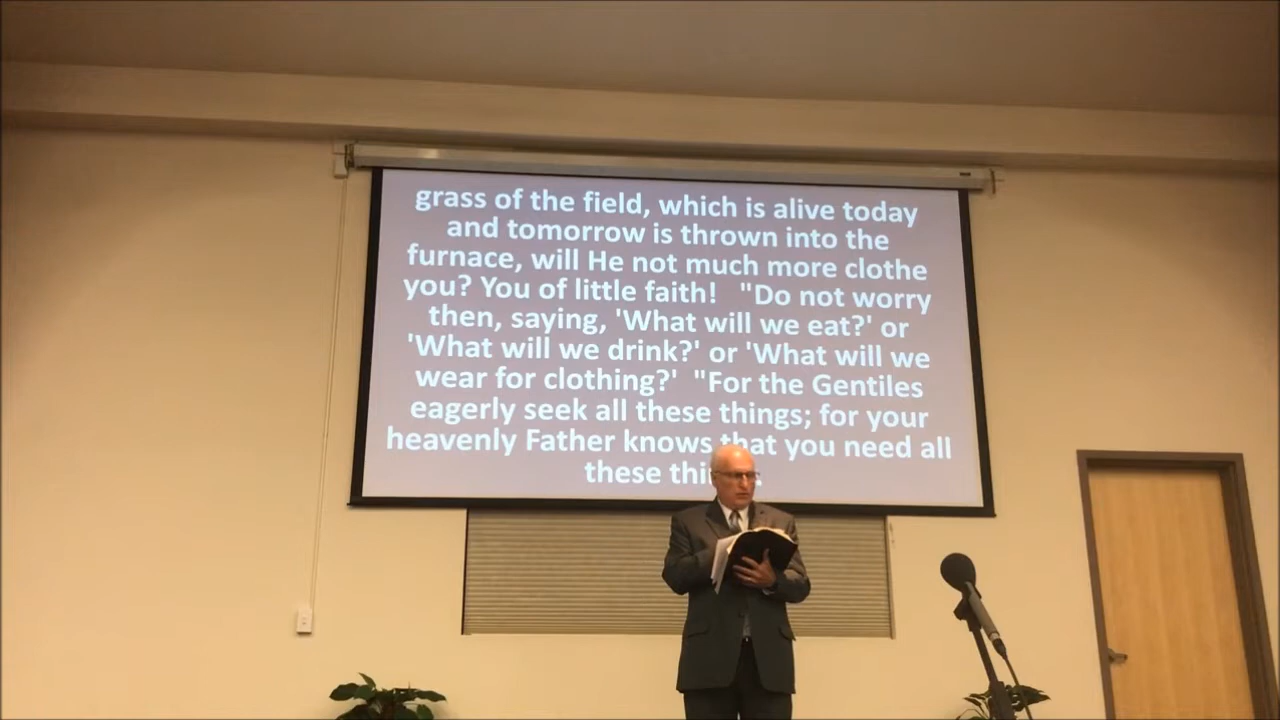 grass of the field, which is alive today
and tomorrow is thrown into the
furnace, will He not much more clothe
you? You of little faith!   "Do not worry
then, saying, 'What will we eat?' or
'What will we drink?' or 'What will we
wear for clothing?'  "For the Gentiles
eagerly seek all these things; for your
heavenly Father knows that you need all
these